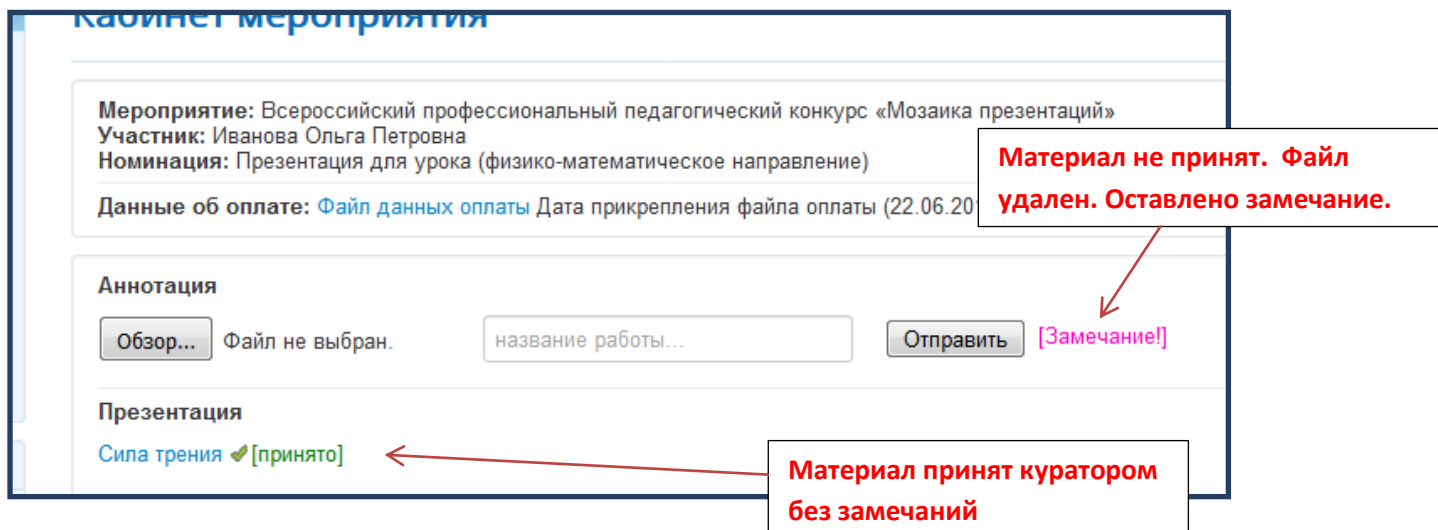 Кабинет мероприятия
Мероприятие: Всероссийский профессиональный педагогический конкурс «Мозаика презентаций»
Участник: Иванова Ольга Петровна
Номинация: Презентация для урока (физико-математическое направление)
Данные об оплате: Файл данных оплаты Дата прикрепления файла оплаты (22.06.201
Материал не принят. Файл
удален. Оставлено замечание.
Аннотация
Обзор... Файл не выбран. название работы... Отправить [Замечание!]
Презентация
Сила трения [принято]
Материал принят куратором
без замечаний